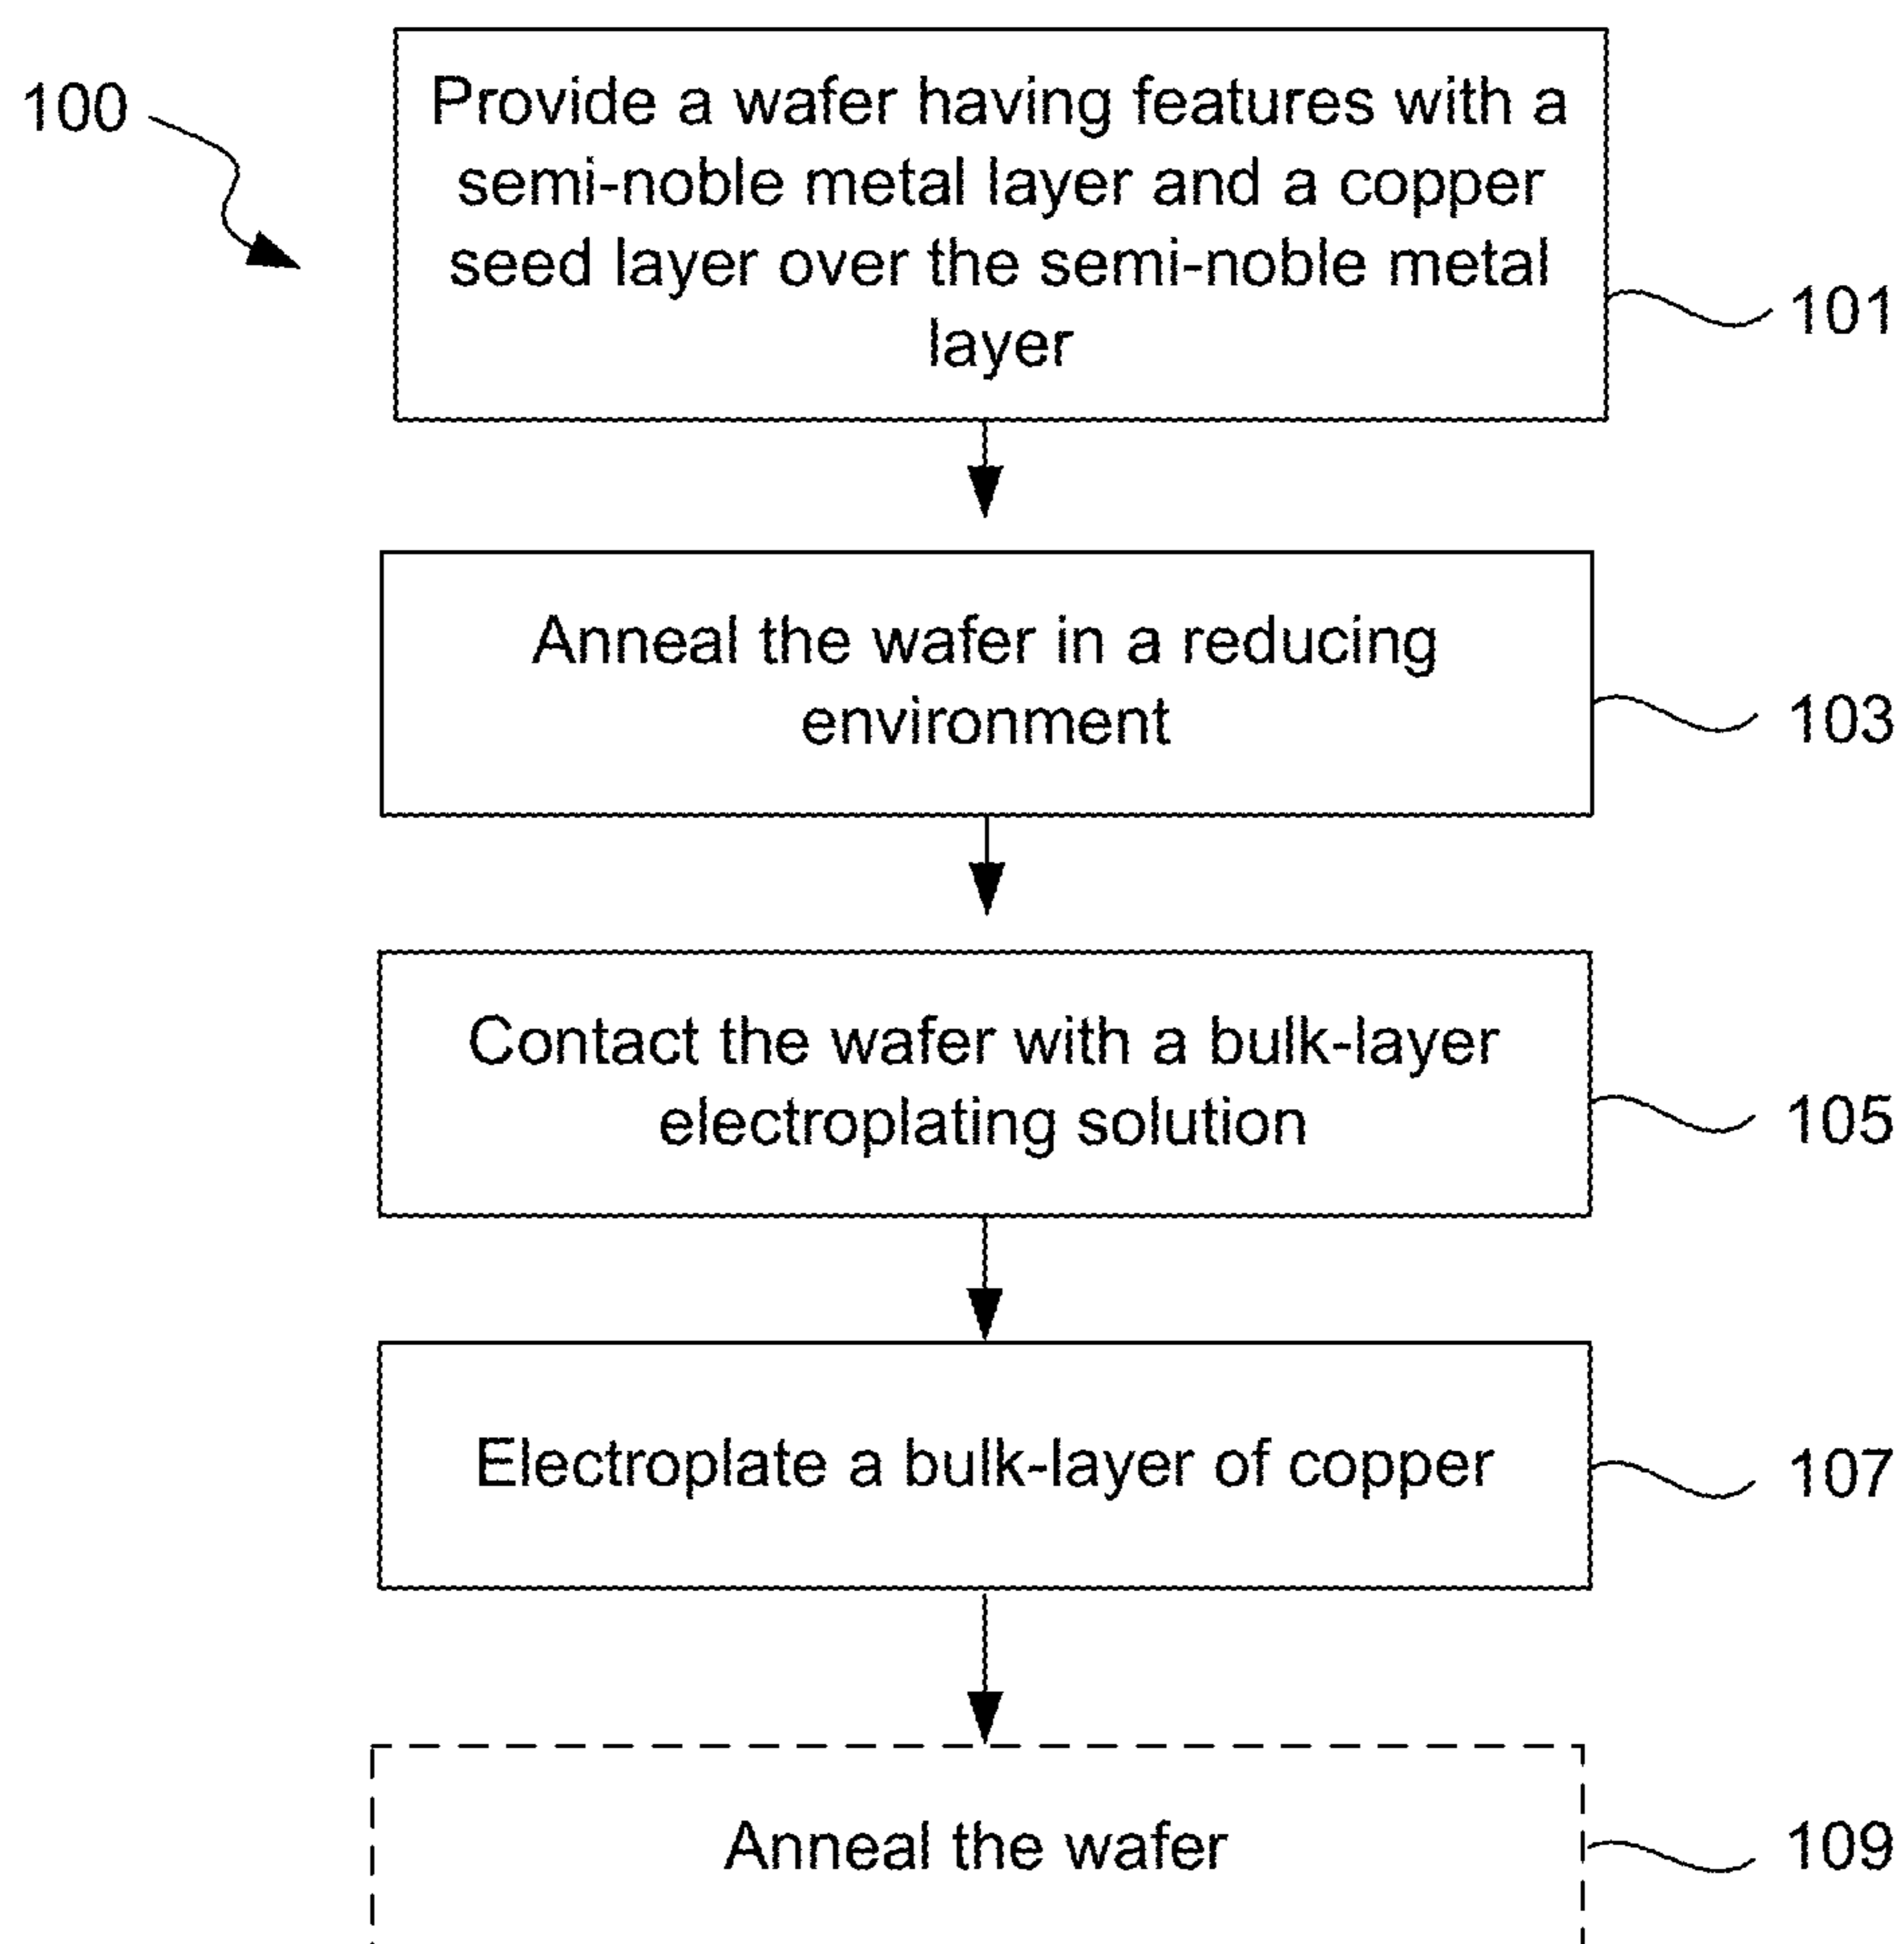 100
Provide a wafer having features with a
semi-noble metal layer and a copper
seed layer over the semi-noble metal
layer
101
Anneal the wafer in a reducing
environment
103
Contact the wafer with a bulk-layer
electroplating solution
105
Electroplate a bulk-layer of copper
107
Anneal the wafer
109